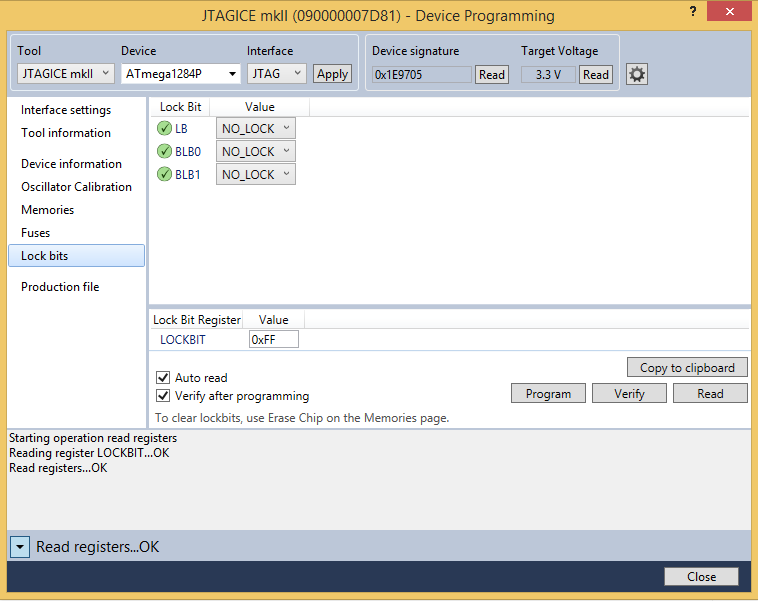 JTAGICE mkII (090000007D81) - Device Programming
?
Tool Device Interface Device signature Target Voltage
JTAGICE mkII ATmega1284P JTAG Apply 0x1E9705 Read 3.3 V Read
Interface settings
Tool information
Device information
Oscillator Calibration
Memories
Fuses
Lock bits
Production file
Lock Bit Value
LB NO_LOCK
BLB0 NO_LOCK
BLB1 NO_LOCK
Lock Bit Register Value
LOCKBIT 0xFF
Copy to clipboard
Auto read
Verify after programming
Program Verify Read
To clear lockbits, use Erase Chip on the Memories page.
Starting operation read registers
Reading register LOCKBIT...OK
Read registers...OK
Read registers...OK
Close